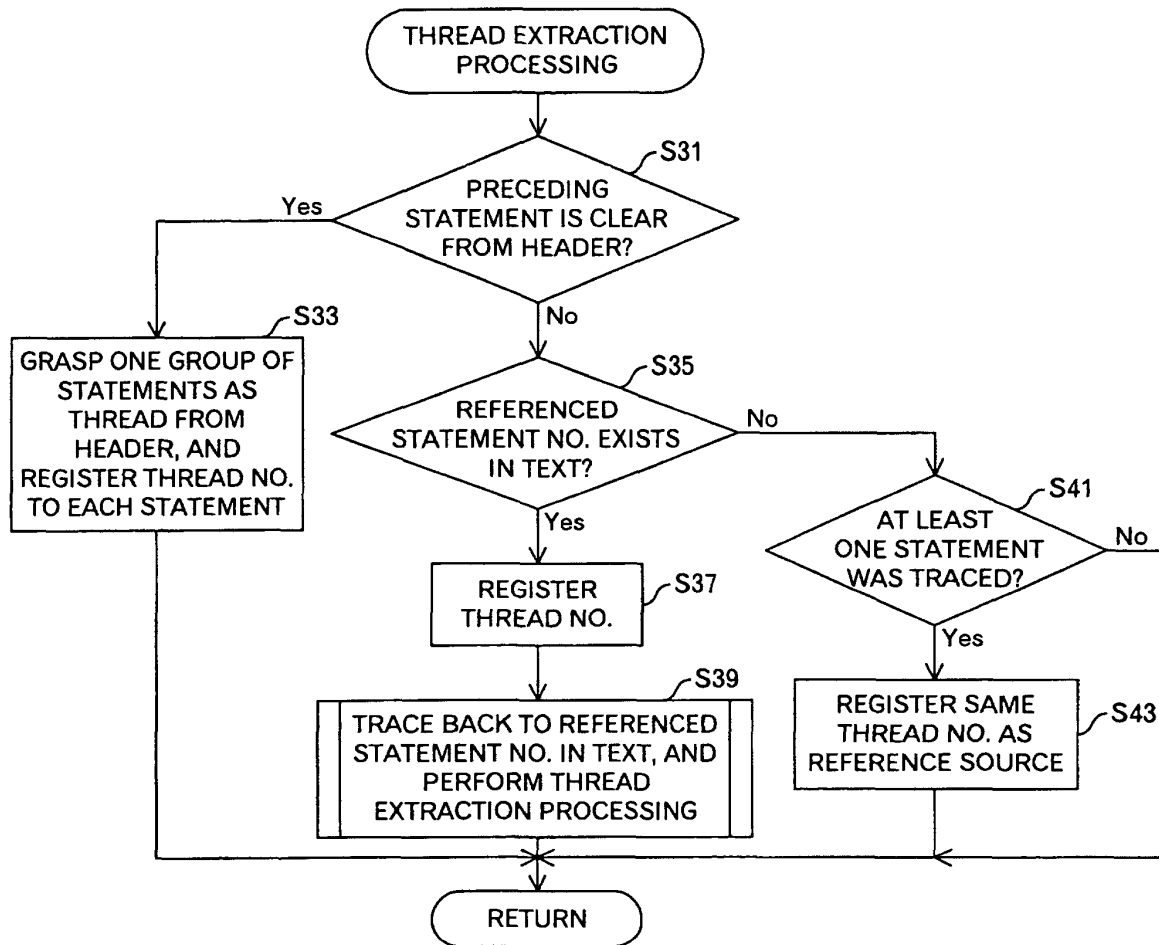 THREAD EXTRACTION
PROCESSING
S31
PRECEDING
STATEMENT IS CLEAR
FROM HEADER?
Yes
No
S33
GRASP ONE GROUP OF
STATEMENTS AS
THREAD FROM
HEADER, AND
REGISTER THREAD NO.
TO EACH STATEMENT
S35
REFERENCED
STATEMENT NO. EXISTS
IN TEXT?
No
Yes
S41
AT LEAST
ONE STATEMENT
WAS TRACED?
No
Yes
REGISTER
THREAD NO.
S37
S39
TRACE BACK TO REFERENCED
STATEMENT NO. IN TEXT, AND
PERFORM THREAD
EXTRACTION PROCESSING
REGISTER SAME
THREAD NO. AS
REFERENCE SOURCE
S43
RETURN